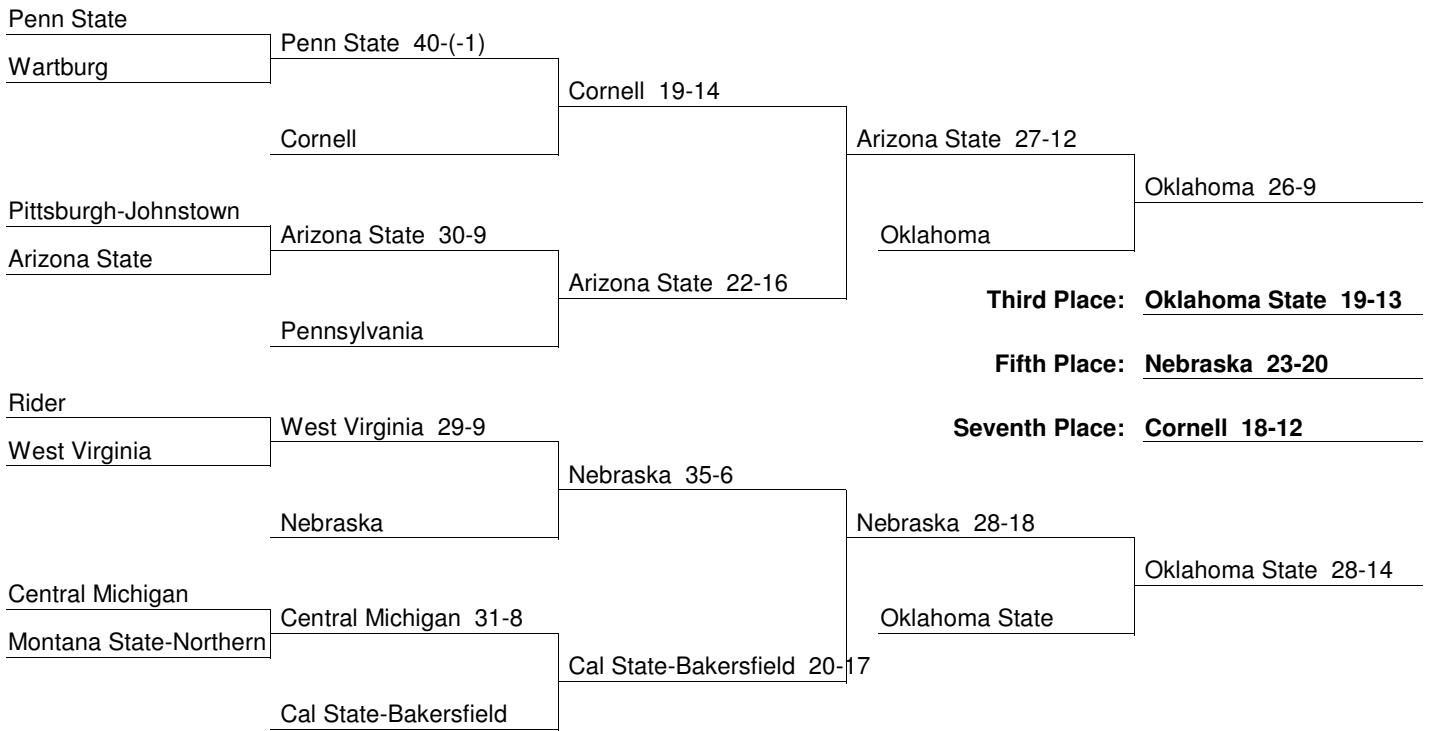 Penn State
Penn State  40-(-1)
Wartburg
Cornell  19-14
Cornell
Arizona State  27-12
Oklahoma  26-9
Pittsburgh-Johnstown
Arizona State  30-9
Oklahoma
Arizona State
Arizona State  22-16
Third Place:  Oklahoma State  19-13
Pennsylvania
Fifth Place:  Nebraska  23-20
Rider
West Virginia  29-9
Seventh Place:  Cornell  18-12
West Virginia
Nebraska  35-6
Nebraska
Nebraska  28-18
Oklahoma State  28-14
Central Michigan
Central Michigan  31-8
Oklahoma State
Montana State-Northern
Cal State-Bakersfield  20-17
Cal State-Bakersfield